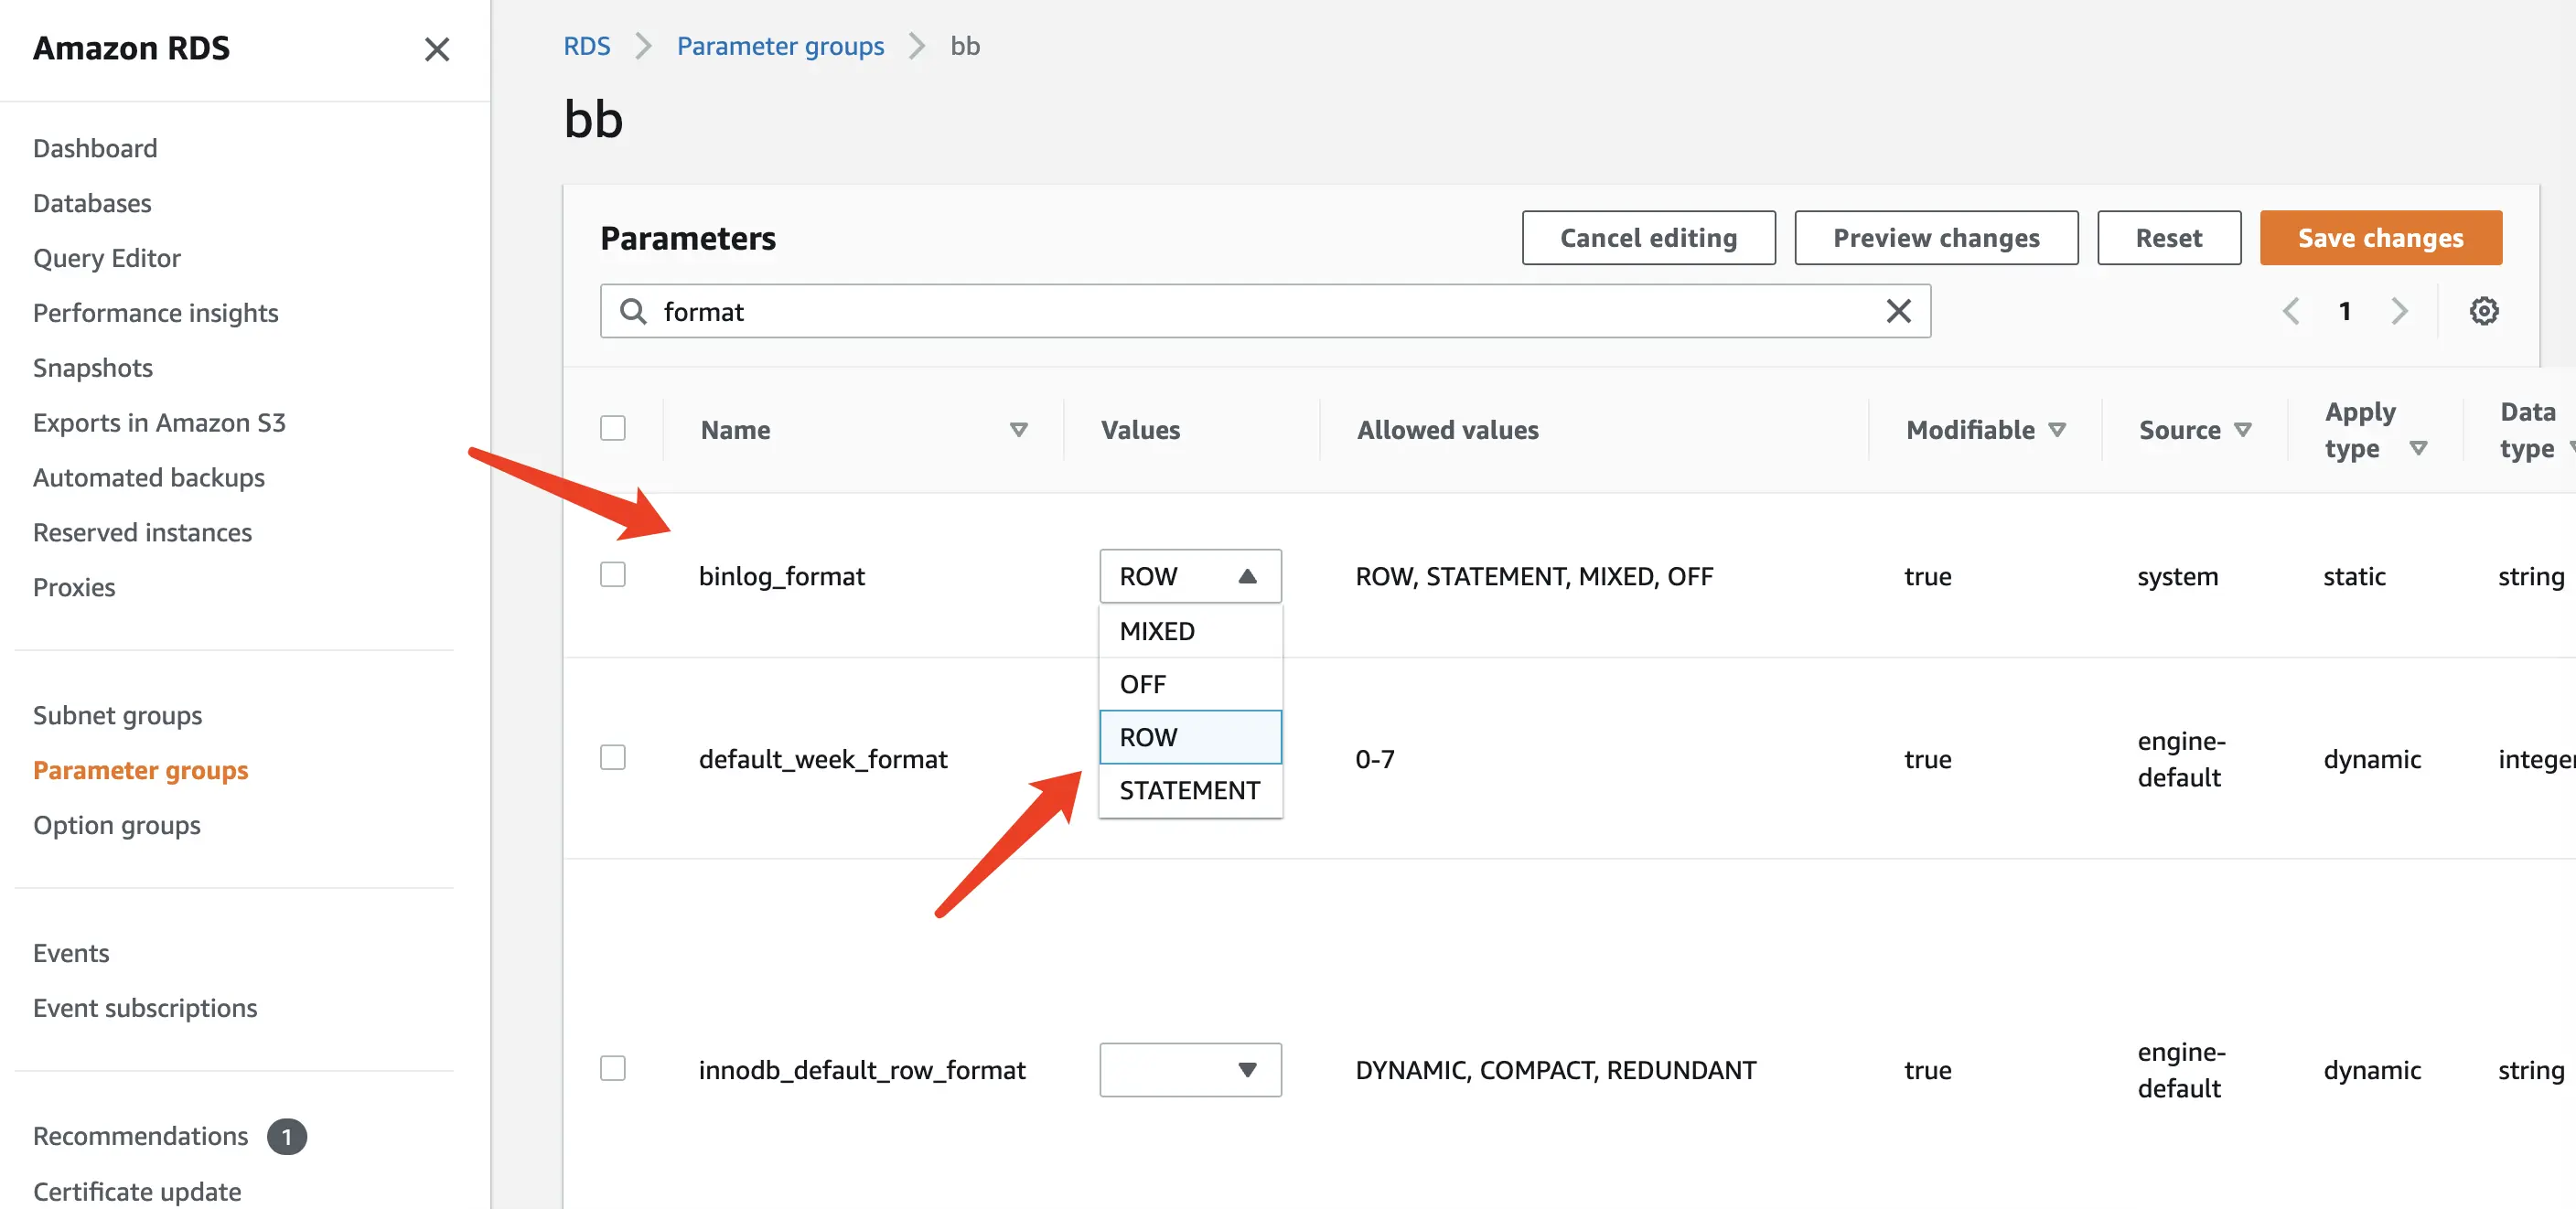 Amazon RDS
Dashboard
Databases
Query Editor
Performance insights
Snapshots
Exports in Amazon S3
Automated backups
Reserved instances
Proxies
Subnet groups
Parameter groups
Option groups
Events
Event subscriptions
Recommendations 1
Certificate update
RDS Parameter groups bb
bb
Parameters Cancel editing Preview changes Reset Save changes
format 1
Name Values Allowed values Modifiable Source Apply type Data type
binlog_format ROW ROW, STATEMENT, MIXED, OFF true system static string
MIXED
OFF
ROW
STATEMENT
default_week_format 0-7 true engine-default dynamic integer
innodb_default_row_format DYNAMIC, COMPACT, REDUNDANT true engine-default dynamic string